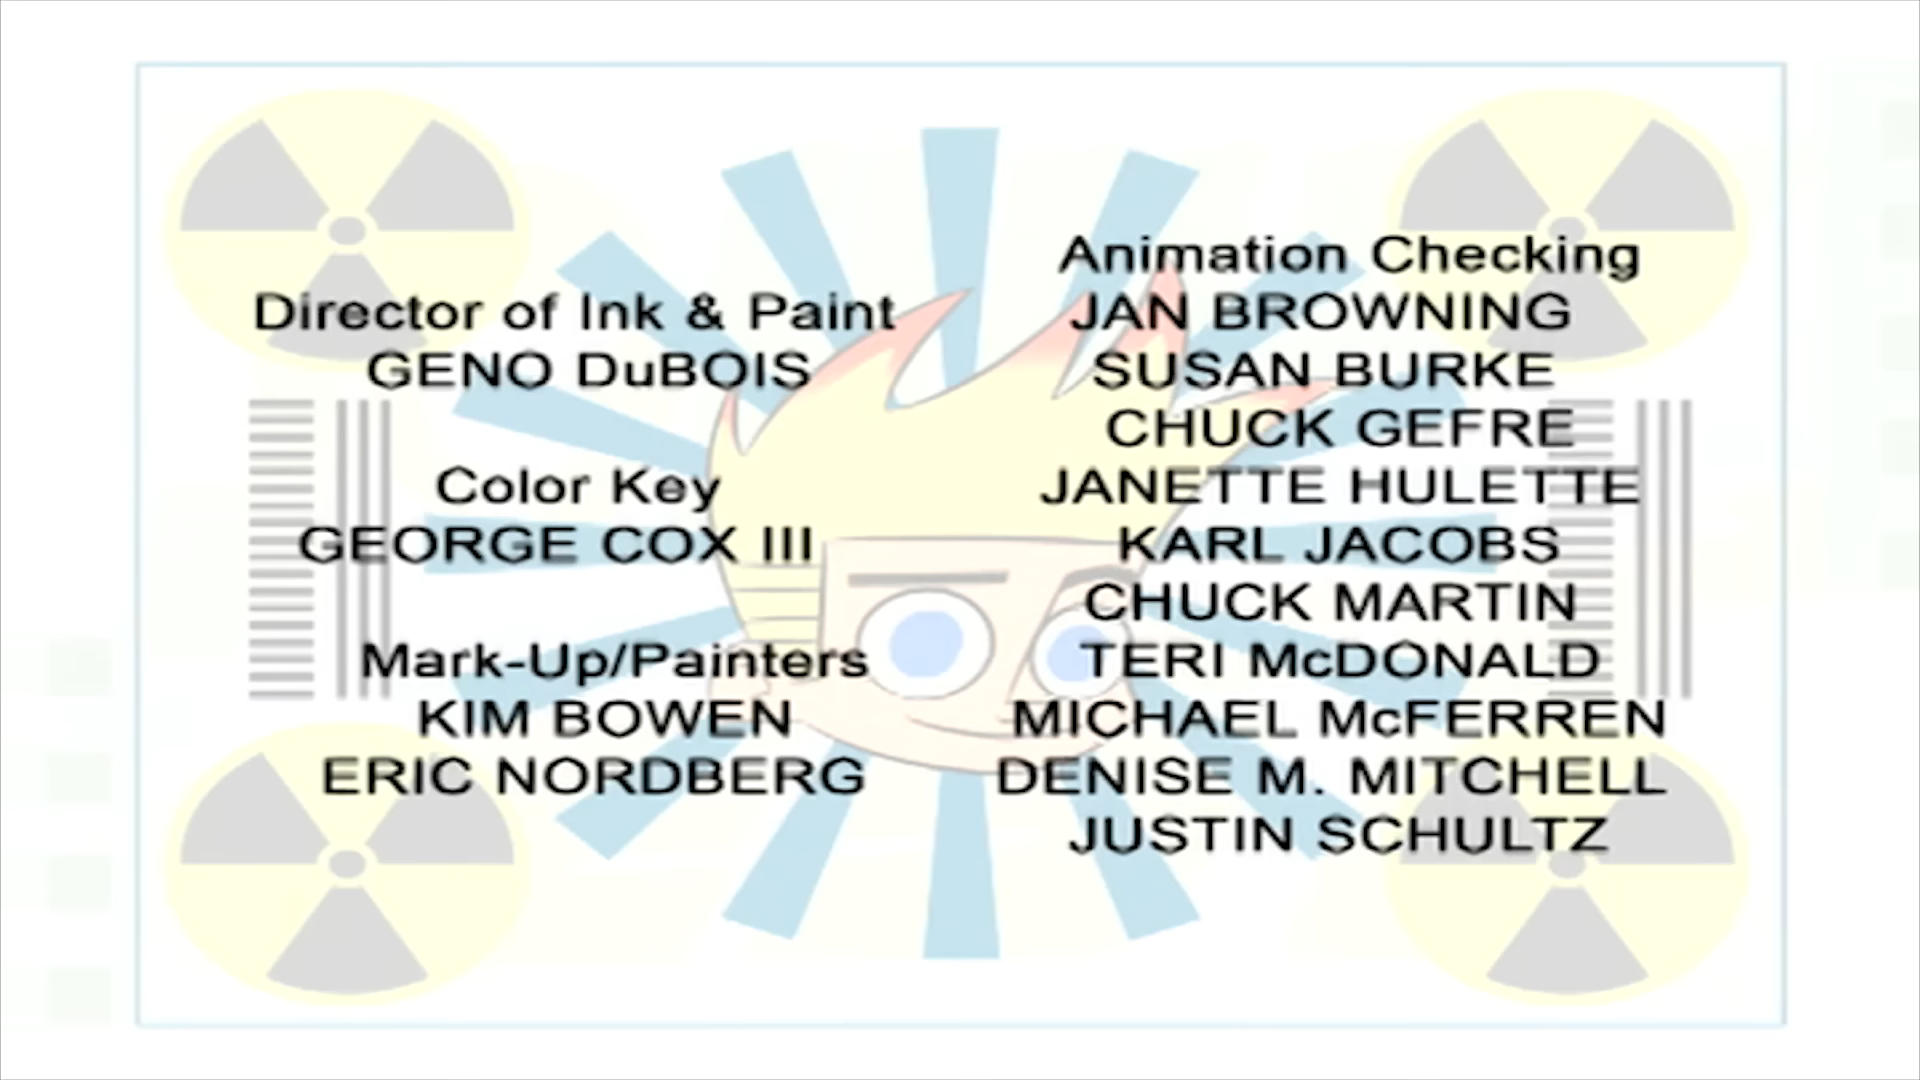 Director of Ink & Paint
GENO DuBOIS
Color Key
GEORGE COX III
Mark-Up/Painters
KIM BOWEN
ERIC NORDBERG
Animation Checking
JAN BROWNING
SUSAN BURKE
CHUCK GEFRE
JANETTE HULETTE
KARL JACOBS
CHUCK MARTIN
TERI McDONALD
MICHAEL McFERREN
DENISE M. MITCHELL
JUSTIN SCHULTZ